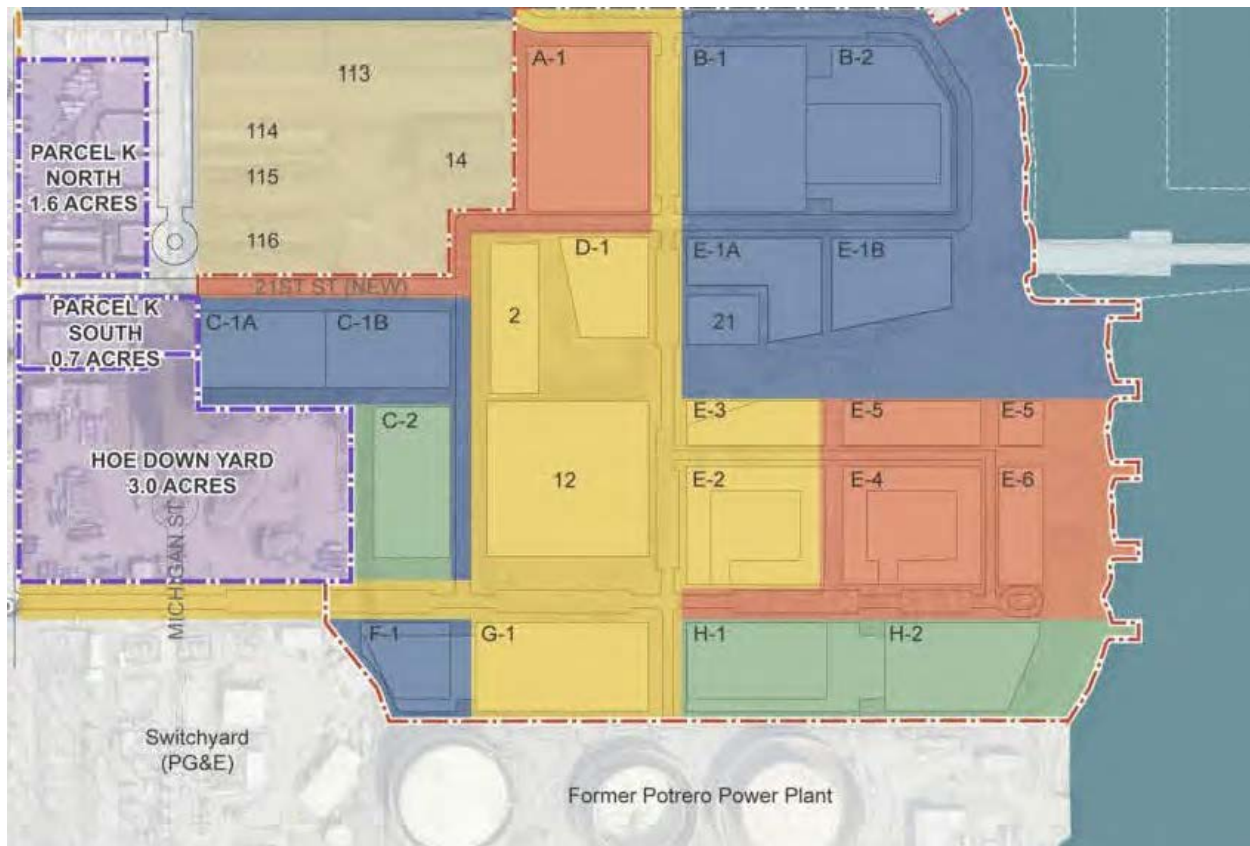 A-1
B-1
B-2
113
114
14
115
116
PARCEL K
NORTH
1.6 ACRES
D-1
E-1A
E-1B
21ST ST (NEW)
PARCEL K
SOUTH
0.7 ACRES
C-1A
C-1B
2
21
C-2
E-3
E-5
E-5
HOE DOWN YARD
3.0 ACRES
12
E-2
E-4
E-6
MICHIGAN ST
F-1
G-1
H-1
H-2
Switchyard
(PG&E)
Former Potrero Power Plant